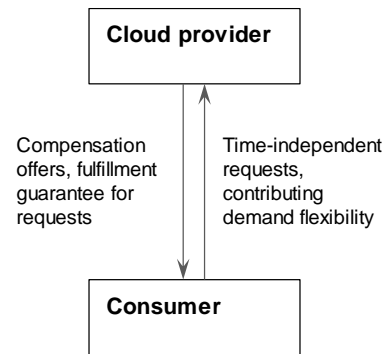 Cloud provider
Compensation
offers, fulfillment
guarantee for
requests
Time-independent
requests,
contributing
demand flexibility
Consumer